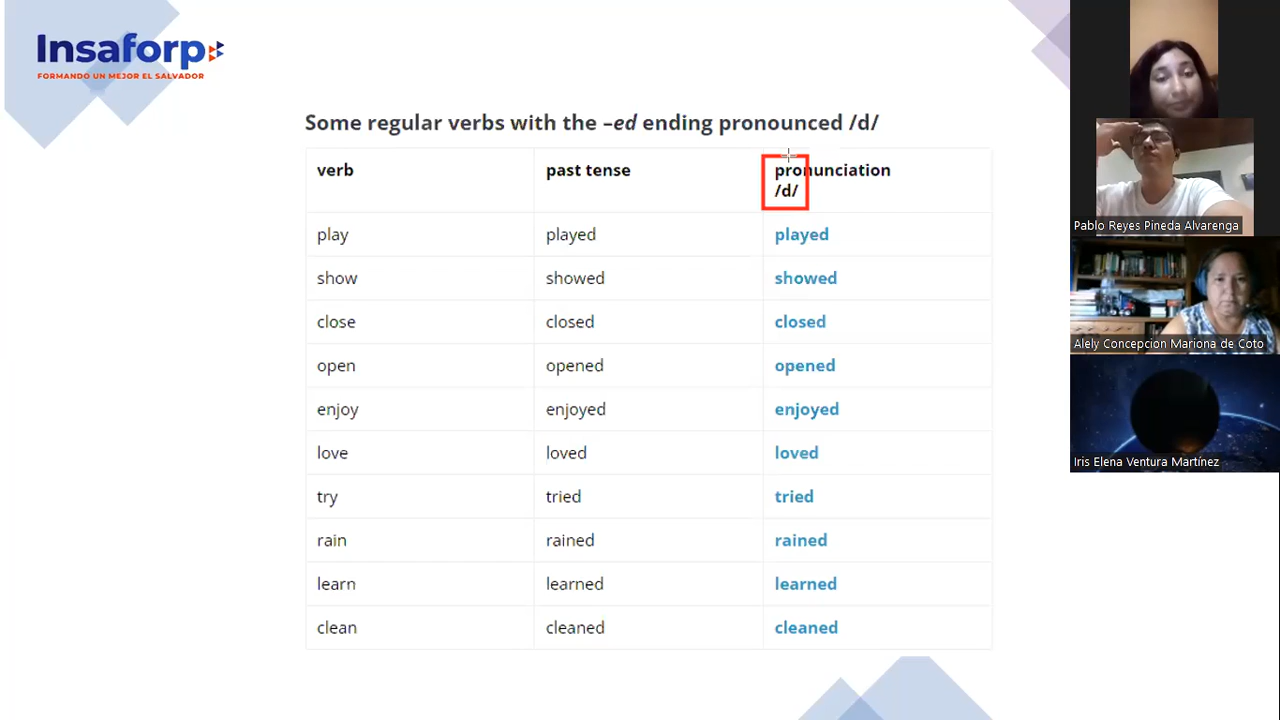 Insaforp
FORMANDO UN MEJOR EL SALVADOR
Some regular verbs with the –ed ending pronounced /d/
verb past tense pronunciation
/d/
play played played
show showed showed
close closed closed
open opened opened
enjoy enjoyed enjoyed
love loved loved
try tried tried
rain rained rained
learn learned learned
clean cleaned cleaned
Pablo Reyes Pineda Alvarenga
Alely Concepcion Mariona de Coto
Iris Elena Ventura Martínez